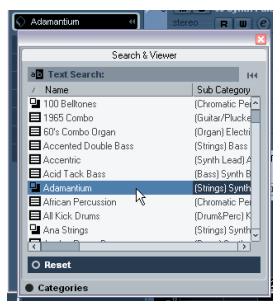 Adamantium
stereo R W e
Search & Viewer
Text Search:
/ Name Sub Category
100 Belltones (Chromatic Per
1965 Combo (Guitar/Plucke
60's Combo Organ (Organ) Electri
Accented Double Bass (Strings) Bass
Accentric (Synth Lead) A
Acid Tack Bass (Bass) Synth B
Adamantium (Strings) Synth
African Percussion (Chromatic Per
All Kick Drums (Drum&Perc) K
Ana Strings (Strings) Synth
Reset
Categories